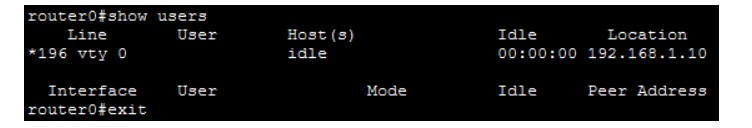 router0#show users
Line User Host(s) Idle Location
*196 vty 0 idle 00:00:00 192.168.1.10
Interface User Mode Idle Peer Address
router0#exit